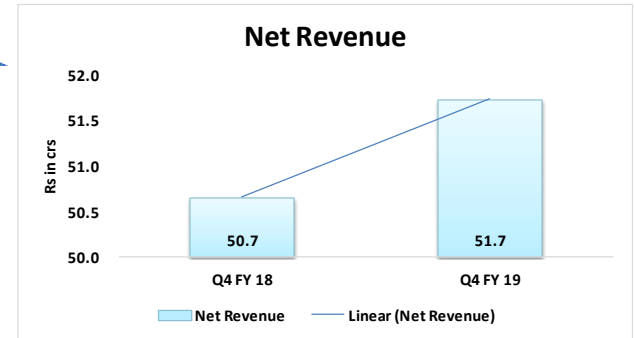 Net Revenue
52.0
51.5
51.0
50.5
50.0
Rs in crs
50.7
51.7
Q4 FY 18
Q4 FY 19
Net Revenue
Linear (Net Revenue)